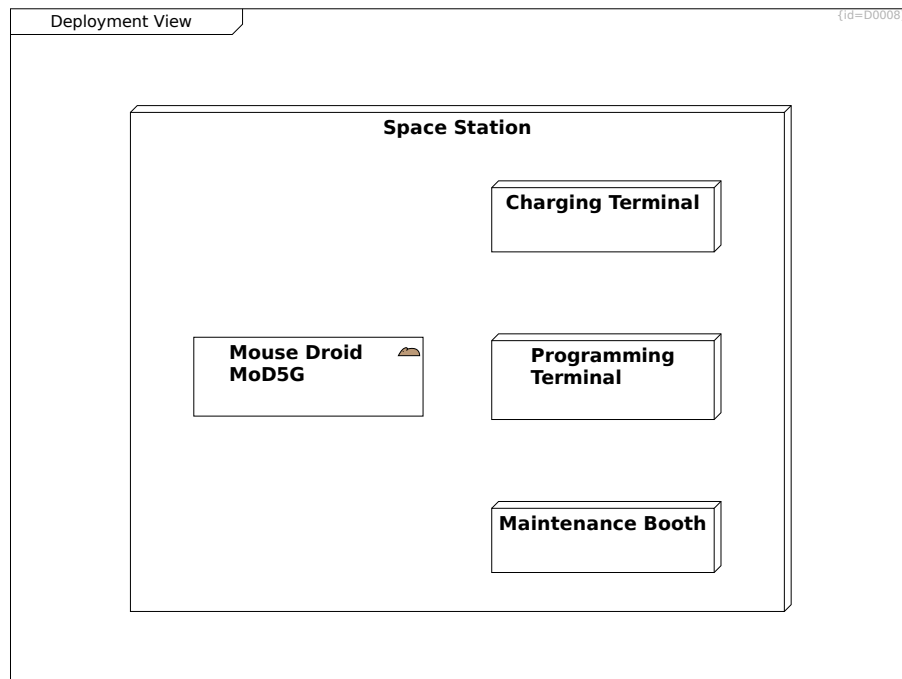 Deployment View
{id=D0008
Space Station
Charging Terminal
Mouse Droid
MoD5G
Programming
Terminal
Maintenance Booth